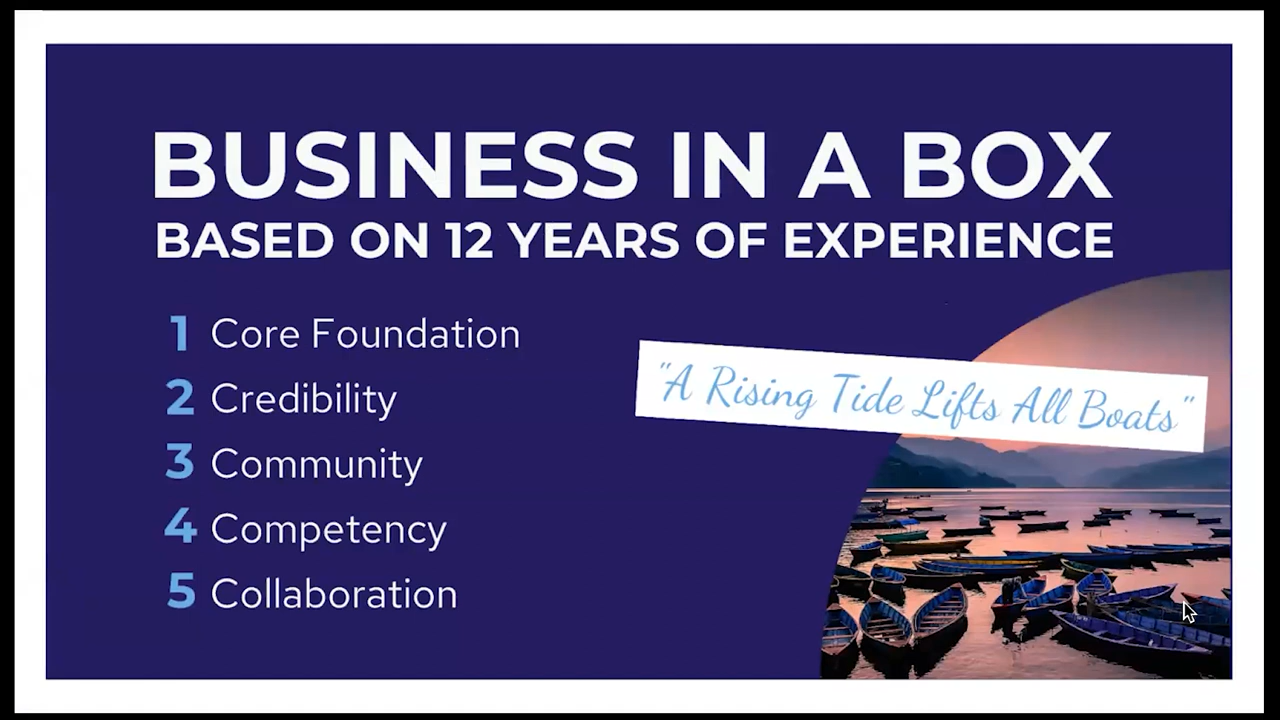 BUSINESS IN A BOX
BASED ON 12 YEARS OF EXPERIENCE
1 Core Foundation
2 Credibility
3 Community
4 Competency
5 Collaboration
"A Rising Tide Lifts All Boats"